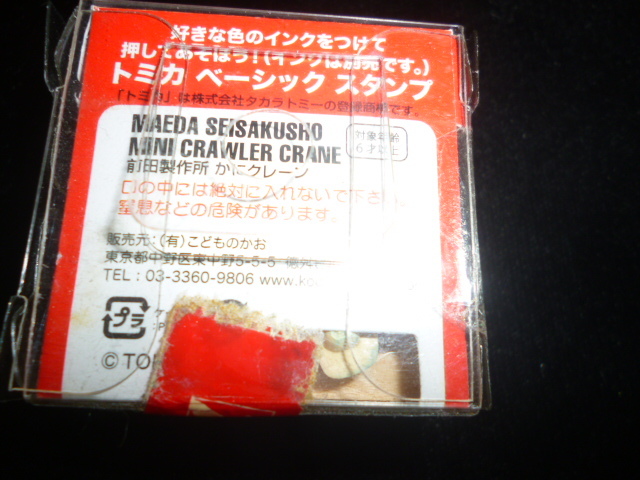 好きな色のインクをつけて
押してあそぼう!(インクは別売です。)
トミカ ベーシック スタンプ
「トミカ」は株式会社タカラトミーの登録商標です。
MAEDA SEISAKUSHO
MINI CRAWLER CRANE
対象年齢
6才以上
前田製作所 かにクレーン
口の中には絶対に入れないで下さい。
窒息などの危険があります。
販売元:(有)こどものかお
東京都中野区東中野5-5-5
TEL : 03-3360-9806 www.ko
プラ
© TO